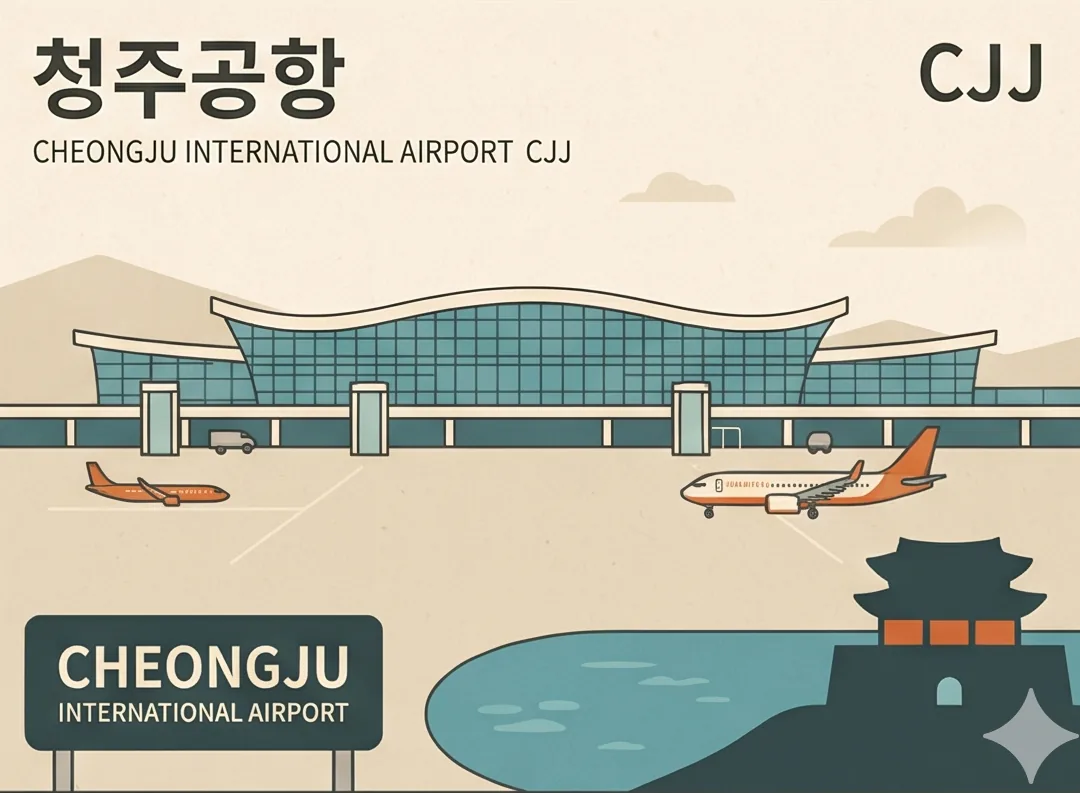 청주공항
CJJ
CHEONGJU INTERNATIONAL AIRPORT CJJ
CHEONGJU
INTERNATIONAL AIRPORT